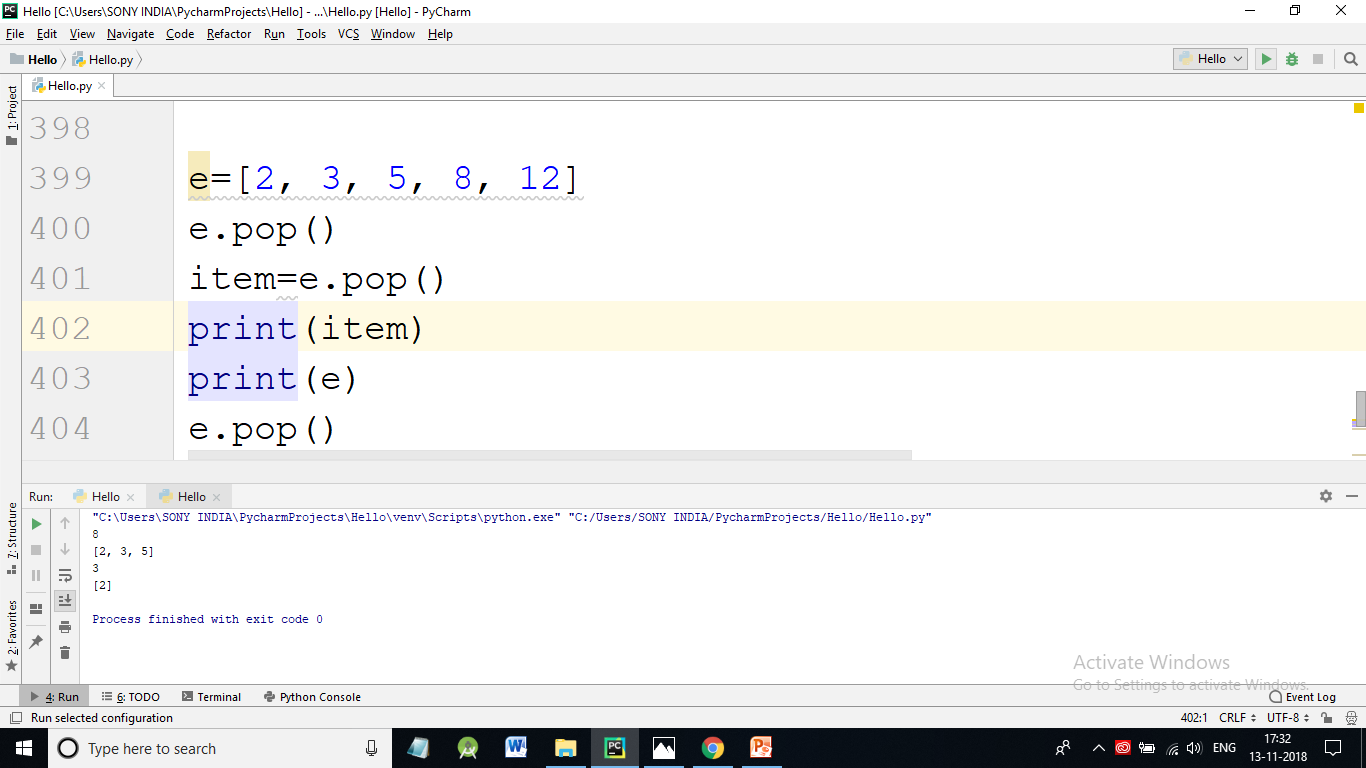 Hello [C:\Users\SONY INDIA\PycharmProjects\Hello] - ...\Hello.py [Hello] - PyCharm
File Edit View Navigate Code Refactor Run Tools VCS Window Help
Hello Hello.py Hello
Hello.py
1: Project
398
399 e=[2, 3, 5, 8, 12]
400 e.pop()
401 item=e.pop()
402 print(item)
403 print(e)
404 e.pop()
Run: Hello Hello
"C:\Users\SONY INDIA\PycharmProjects\Hello\venv\Scripts\python.exe" "C:/Users/SONY INDIA/PycharmProjects/Hello/Hello.py"
8
[2, 3, 5]
3
[2]
Process finished with exit code 0
7: Structure
2: Favorites
Activate Windows
Go to Settings to activate Windows.
4: Run 6: TODO Terminal Python Console Event Log
Run selected configuration 402:1 CRLF UTF-8
Type here to search ENG 17:32
13-11-2018